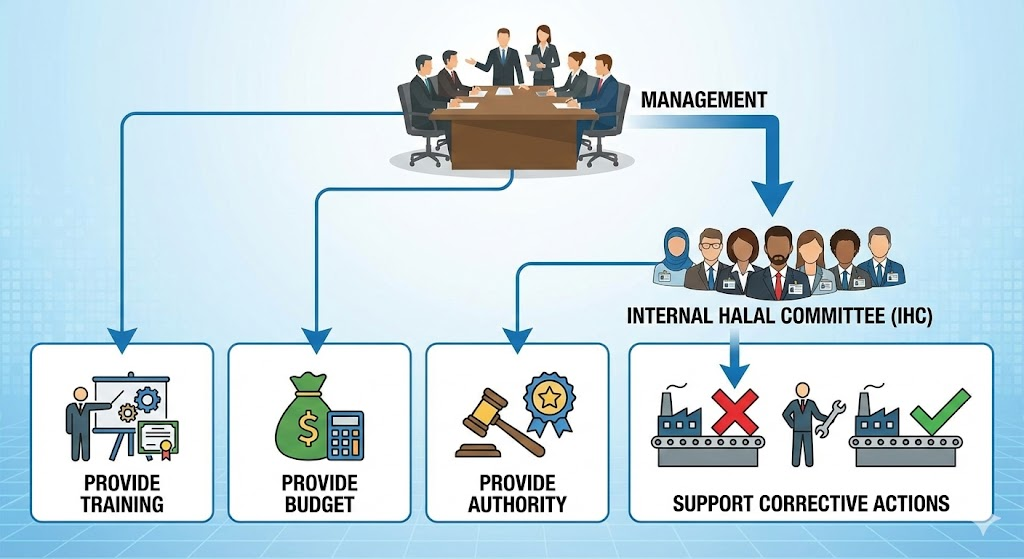 MANAGEMENT
INTERNAL HALAL COMMITTEE (IHC)
PROVIDE
TRAINING
PROVIDE
BUDGET
PROVIDE
AUTHORITY
SUPPORT CORRECTIVE ACTIONS
$